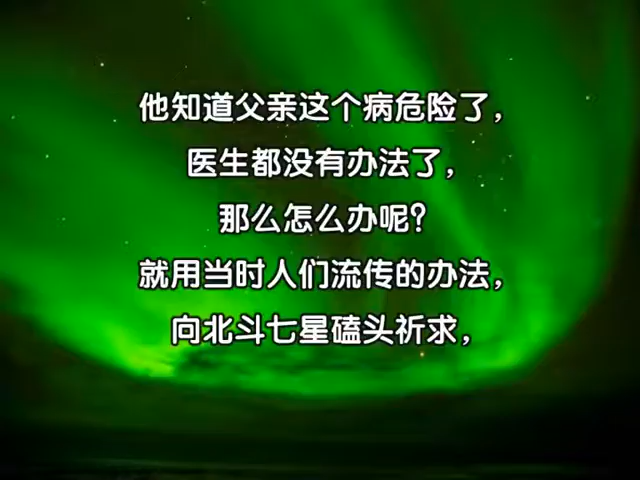 他知道父亲这个病危险了，
医生都没有办法了，
那么怎么办呢？
就用当时人们流传的办法，
向北斗七星磕头祈求，